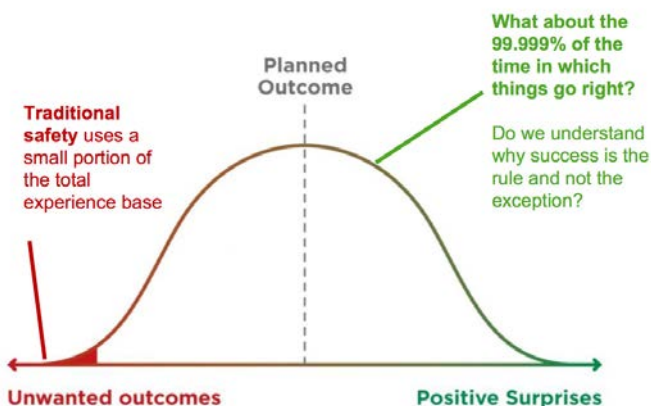 Planned
Outcome
Traditional
safety uses a
small portion of
the total
experience base
What about the
99.999% of the
time in which
things go right?
Do we understand
why success is the
rule and not the
exception?
Unwanted outcomes
Positive Surprises